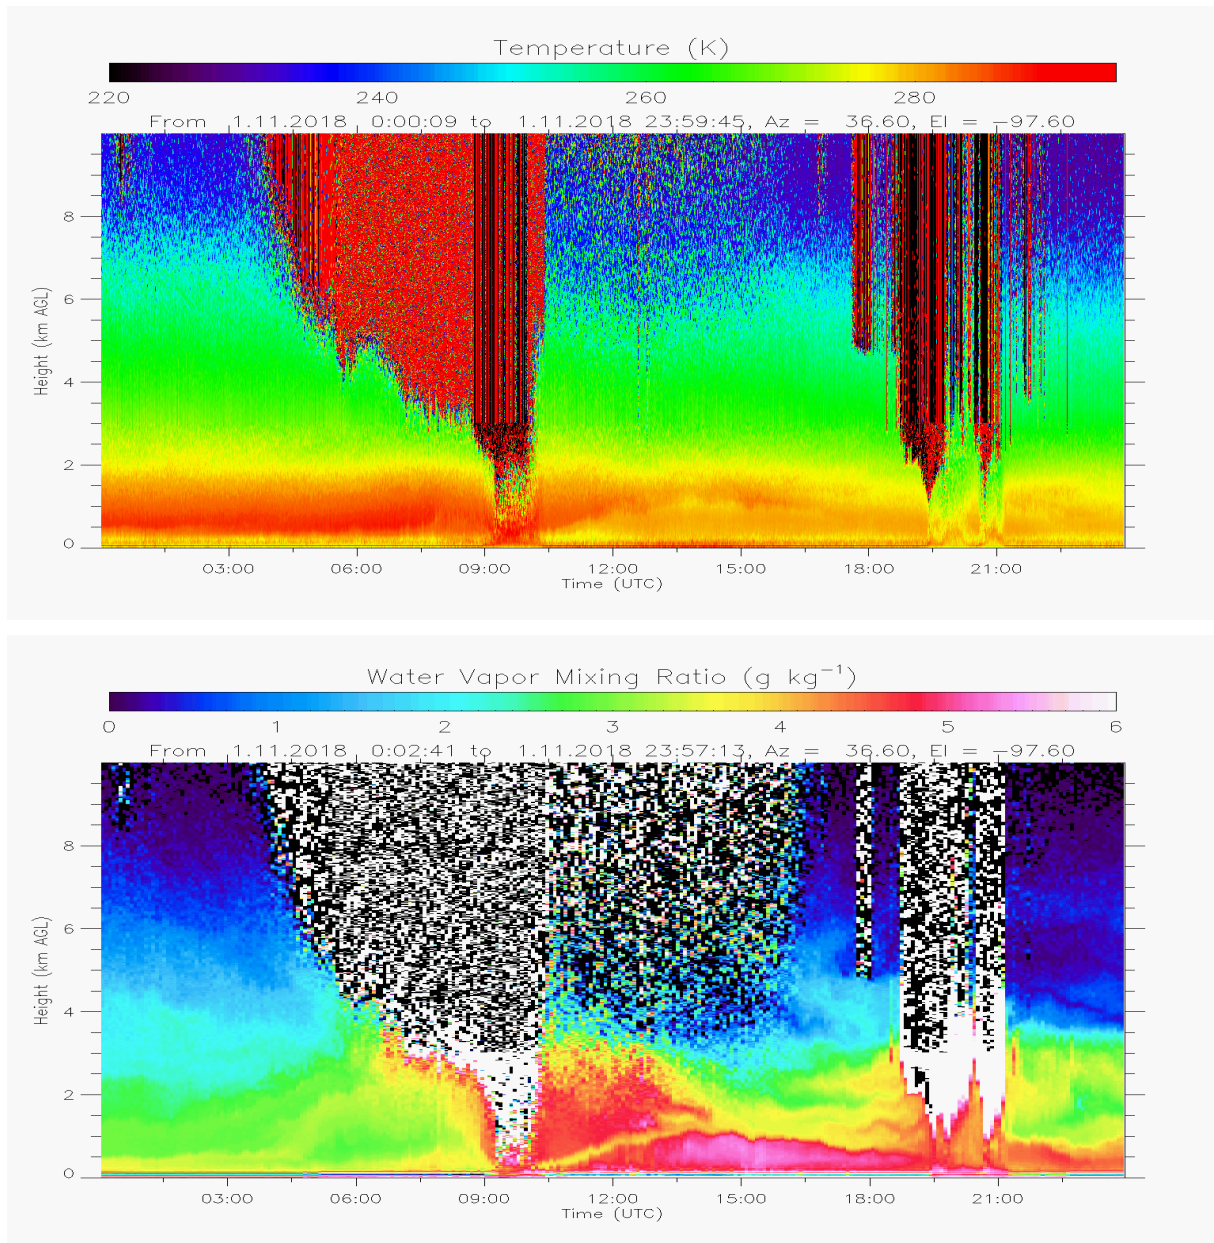 Temperature (K)
220 240 260 280
From 1.11.2018 0:00:09 to 1.11.2018 23:59:45, Az = 36.60, El = −97.60
8
6
4
2
0
Height (km AGL)
03:00 06:00 09:00 12:00 15:00 18:00 21:00
Time (UTC)
Water Vapor Mixing Ratio (g kg−1)
0 1 2 3 4 5 6
From 1.11.2018 0:02:41 to 1.11.2018 23:57:13, Az = 36.60, El = −97.60
8
6
4
2
0
Height (km AGL)
03:00 06:00 09:00 12:00 15:00 18:00 21:00
Time (UTC)